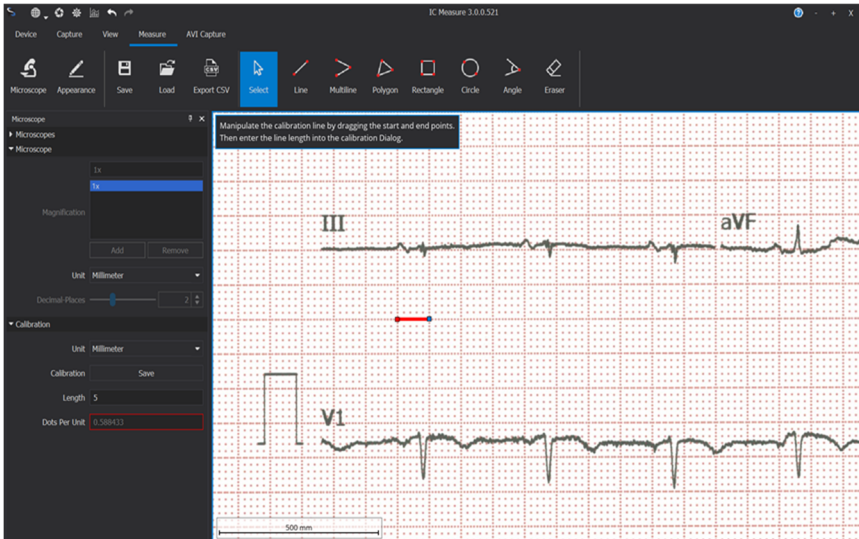 IC Measure 3.0.0.521
Device Capture View Measure AVI Capture
Microscope Appearance Save Load Export CSV Select Line Multiline Polygon Rectangle Circle Angle Eraser
Microscope
Microscopes
Microscope
1x
1x
Magnification
Add Remove
Unit Millimeter
Decimal-Places 2
Calibration
Unit Millimeter
Calibration Save
Length 5
Dots Per Unit 0.588433
Manipulate the calibration line by dragging the start and end points.
Then enter the line length into the calibration Dialog.
III aVF
V1
500 mm